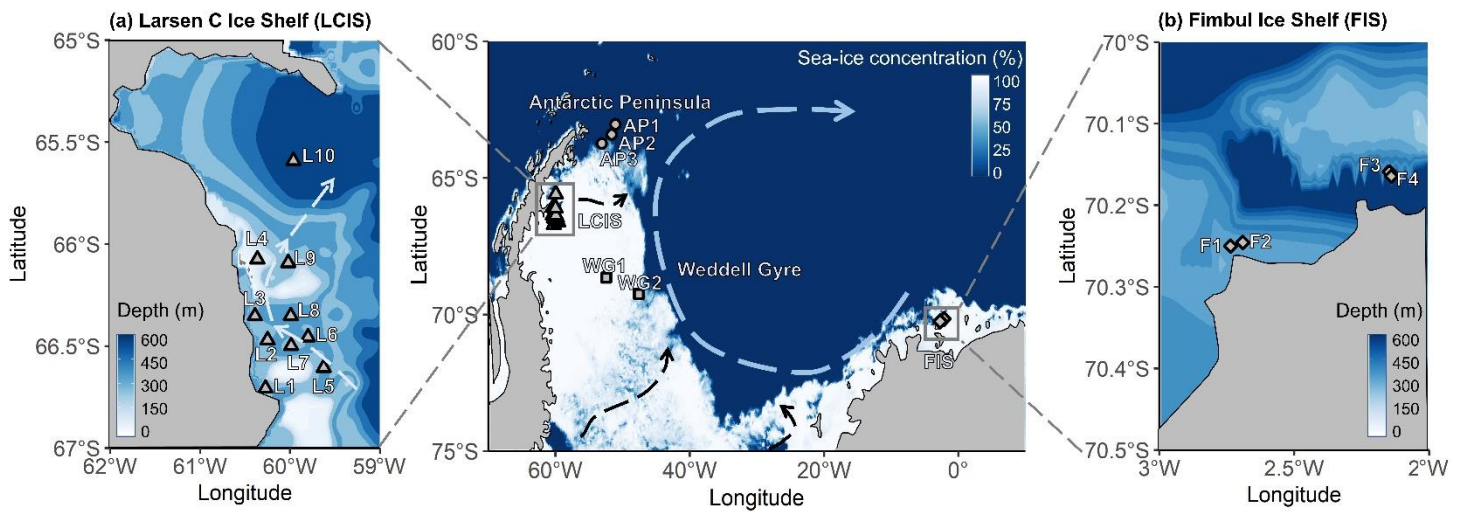 (a) Larsen C Ice Shelf (LCIS)
65°S
65.5°S
66°S
66.5°S
67°S
Latitude
L10
L4
L9
L3
L8
L6
L2
L7
L1
L5
Depth (m)
600
450
300
150
0
62°W
61°W
60°W
59°W
Longitude
60°S
65°S
70°S
75°S
Latitude
Sea-ice concentration (%)
100
75
50
25
0
Antarctic Peninsula
AP1
AP2
AP3
LCIS
WG1
WG2
Weddell Gyre
FIS
60°W
40°W
20°W
0°
Longitude
(b) Fimbul Ice Shelf (FIS)
70°S
70.1°S
70.2°S
70.3°S
70.4°S
70.5°S
Latitude
F3
F4
F1
F2
Depth (m)
600
450
300
150
0
3°W
2.5°W
2°W
Longitude